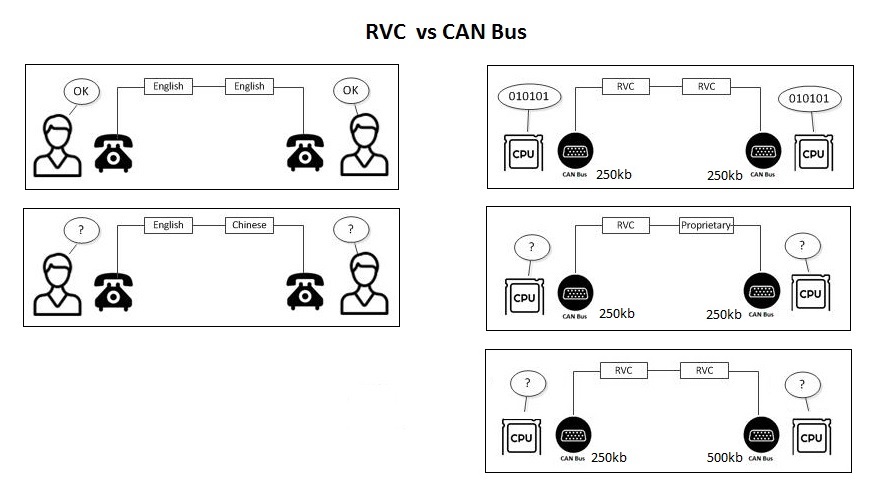 RVC vs CAN Bus
OK
English
English
OK
?
English
Chinese
?
010101
RVC
RVC
010101
CPU
CAN Bus
250kb
250kb
CAN Bus
CPU
?
RVC
Proprietary
?
CPU
CAN Bus
250kb
250kb
CAN Bus
CPU
?
RVC
RVC
?
CPU
CAN Bus
250kb
500kb
CAN Bus
CPU